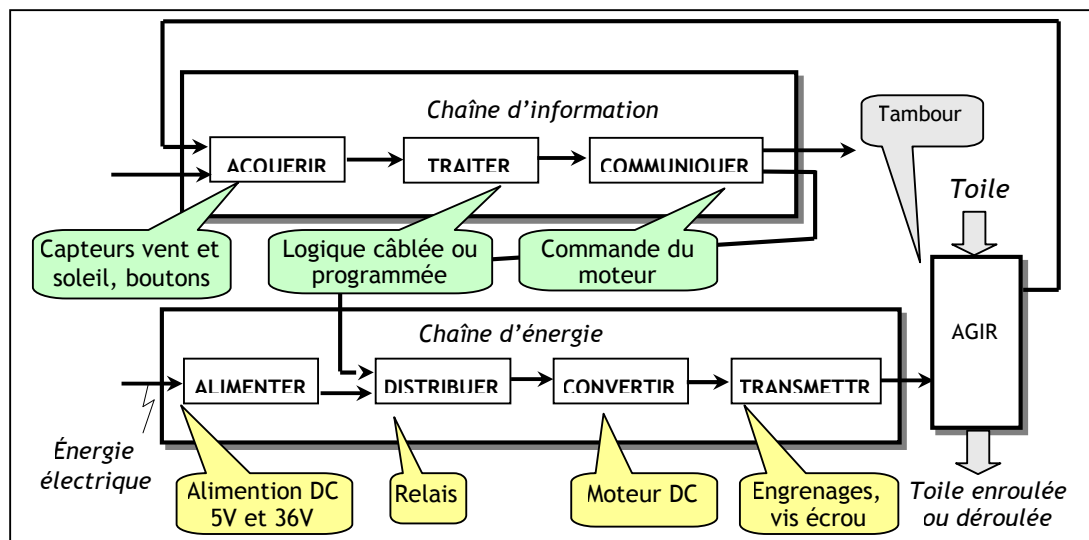 Chaîne d'information
Tambour
ACQUERIR
TRAITER
COMMUNIQUER
Toile
Capteurs vent et
soleil, boutons
Logique câblée ou
programmée
Commande du
moteur
Chaîne d'énergie
AGIR
ALIMENTER
DISTRIBUER
CONVERTIR
TRANSMETTR
Énergie
électrique
Alimention DC
5V et 36V
Relais
Moteur DC
Engrenages,
vis écrou
Toile enroulée
ou déroulée